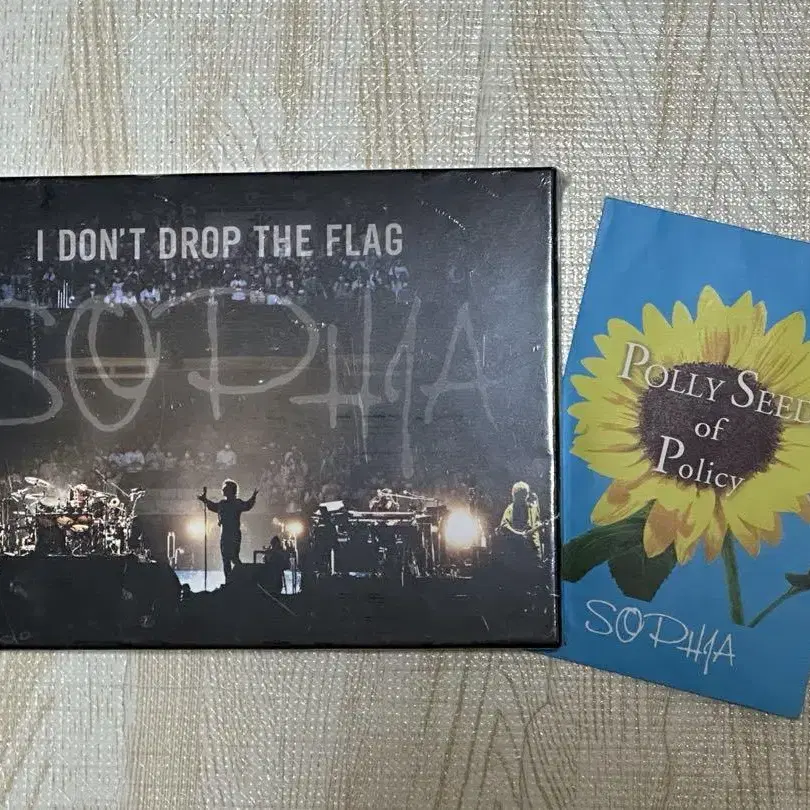 I DON'T DROP THE FLAG
SOPHIA
POLLY SEED
of
Policy
SOPHIA